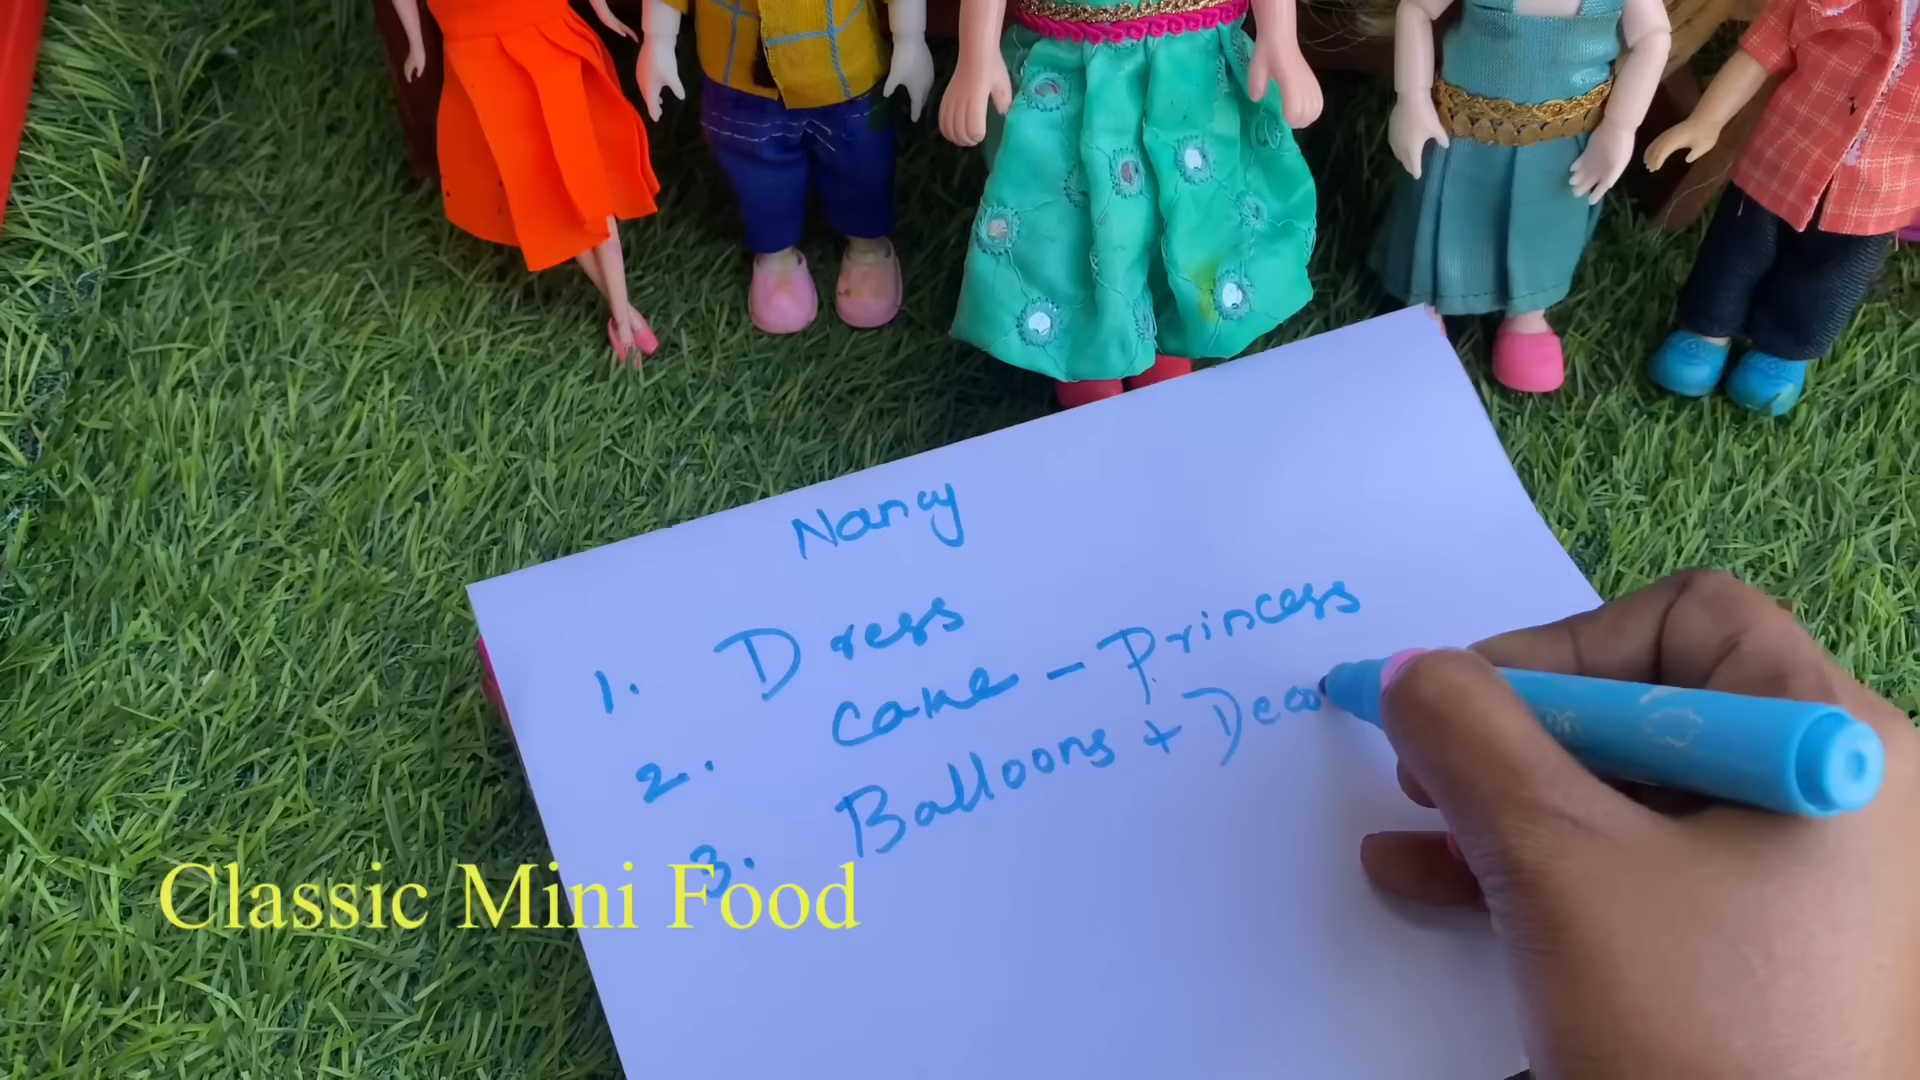 Nancy
1. Dress
2. Cake - Princess
3. Balloons + Deco
Classic Mini Food